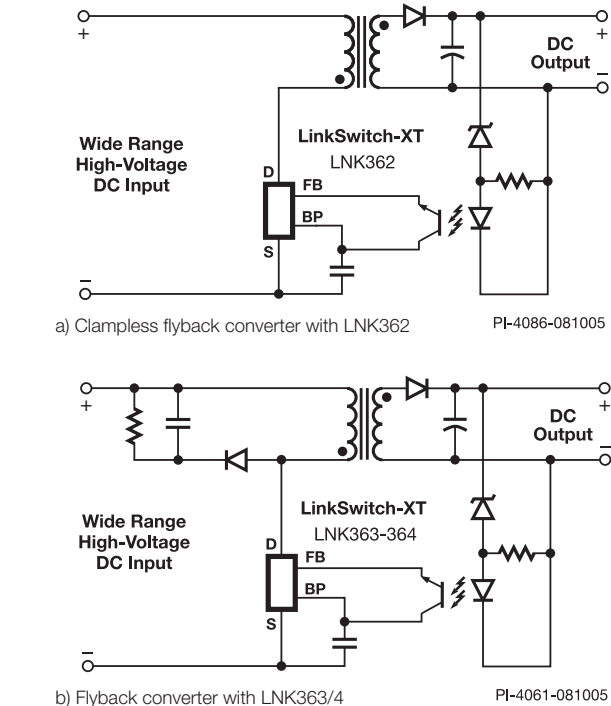 +
+
DC
Output
−
Wide Range
High-Voltage
DC Input
LinkSwitch-XT
LNK362
D
FB
BP
S
−
a) Clampless flyback converter with LNK362
PI-4086-081005
+
+
DC
Output
−
Wide Range
High-Voltage
DC Input
LinkSwitch-XT
LNK363-364
D
FB
BP
S
−
b) Flyback converter with LNK363/4
PI-4061-081005